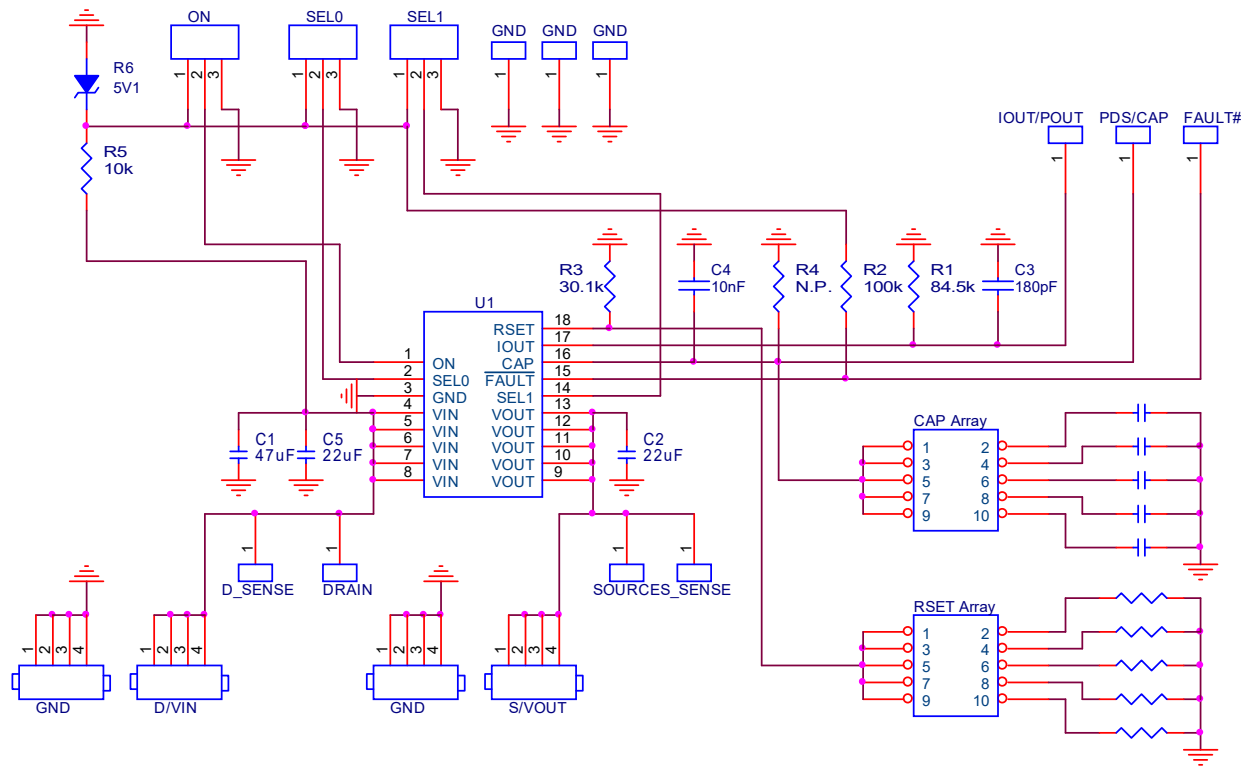 ON
SEL0
SEL1
GND
GND
GND
1
2
3
1
2
3
1
2
3
1
1
1
R6
5V1
R5
10k
IOUT/POUT
PDS/CAP
FAULT#
1
1
1
R3
30.1k
C4
10nF
R4
N.P.
R2
100k
R1
84.5k
C3
180pF
U1
1
2
3
4
5
6
7
8
ON
SEL0
GND
VIN
VIN
VIN
VIN
VIN
RSET
IOUT
CAP
FAULT
SEL1
VOUT
VOUT
VOUT
VOUT
VOUT
18
17
16
15
14
13
12
11
10
9
C1
47uF
C5
22uF
C2
22uF
CAP Array
1 2
3 4
5 6
7 8
9 10
1
1
1
1
D_SENSE
DRAIN
SOURCES_SENSE
RSET Array
1 2
3 4
5 6
7 8
9 10
1
2
3
4
1
2
3
4
1
2
3
4
1
2
3
4
GND
D/VIN
GND
S/VOUT